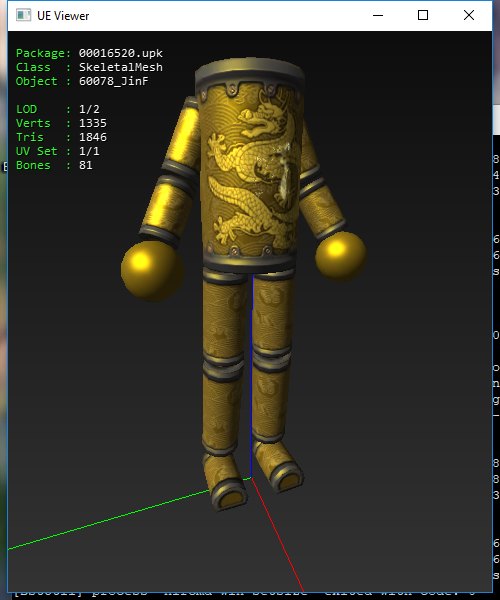 UE Viewer
Package: 00016520.upk
Class : SkeletalMesh
Object : 60078_JinF
LOD : 1/2
Verts : 1335
Tris : 1846
UV Set : 1/1
Bones : 81